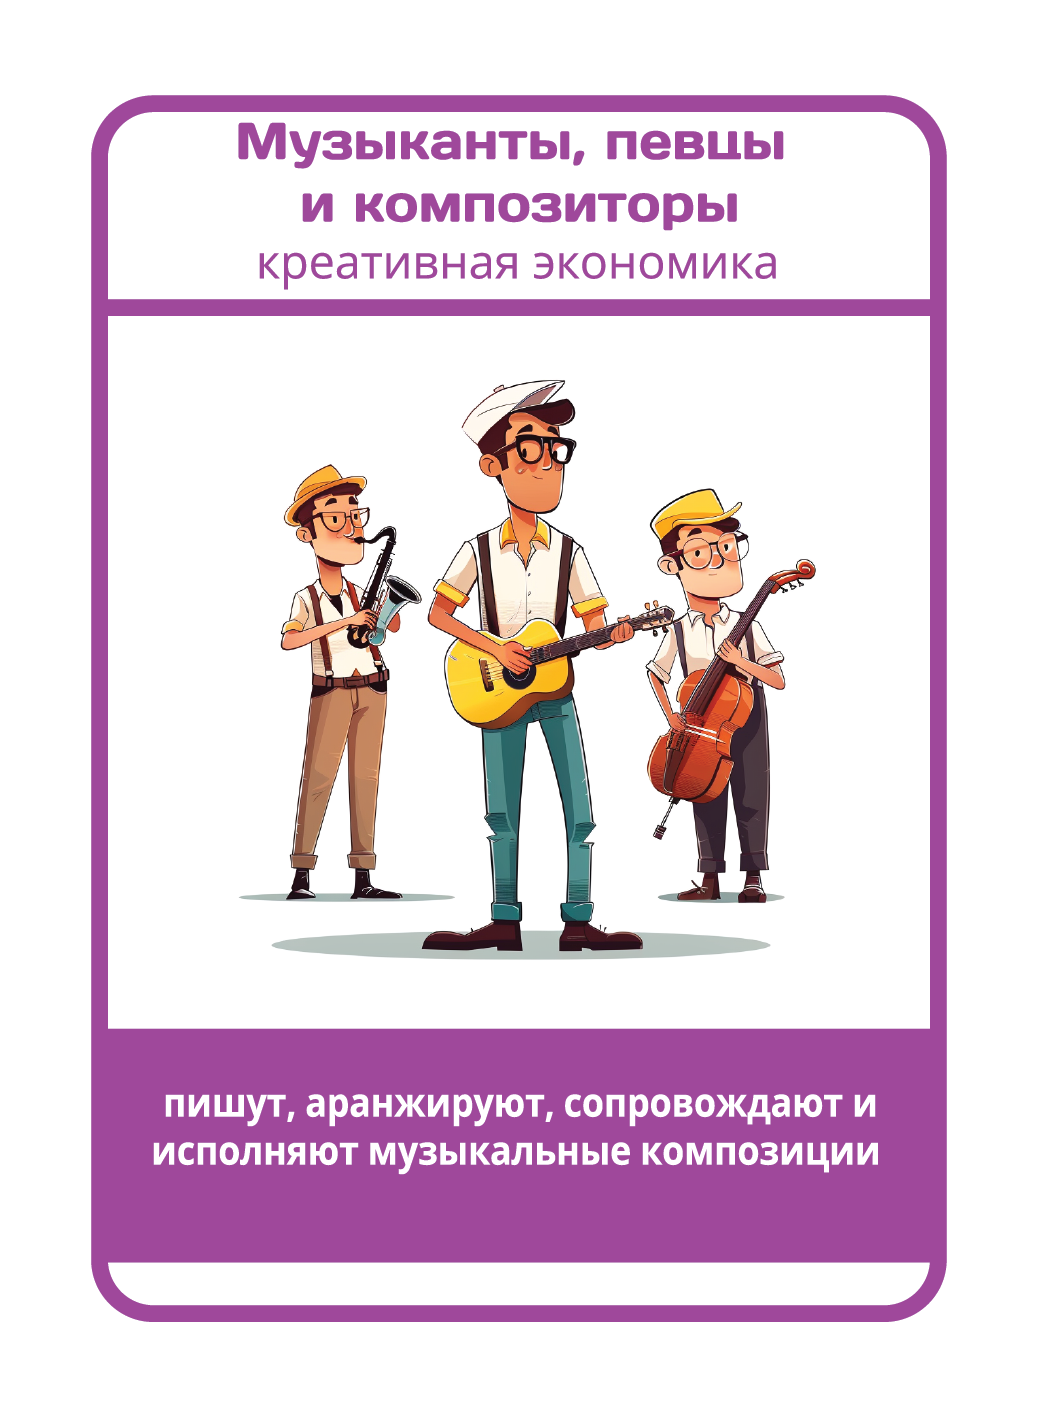 Музыканты, певцы
и композиторы
креативная экономика
пишут, аранжируют, сопровождают и
исполняют музыкальные композиции